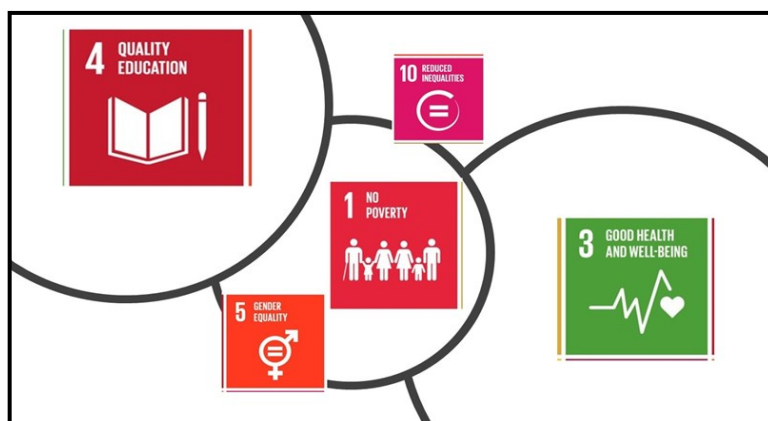 4 QUALITY
EDUCATION
10 REDUCED
INEQUALITIES
1 NO
POVERTY
3 GOOD HEALTH
AND WELL-BEING
5 GENDER
EQUALITY